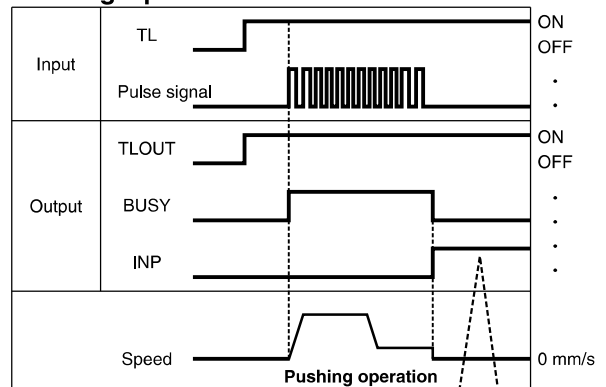 TL
ON
OFF
Input
Pulse signal
TLOUT
ON
OFF
Output
BUSY
INP
Speed
0 mm/s
Pushing operation